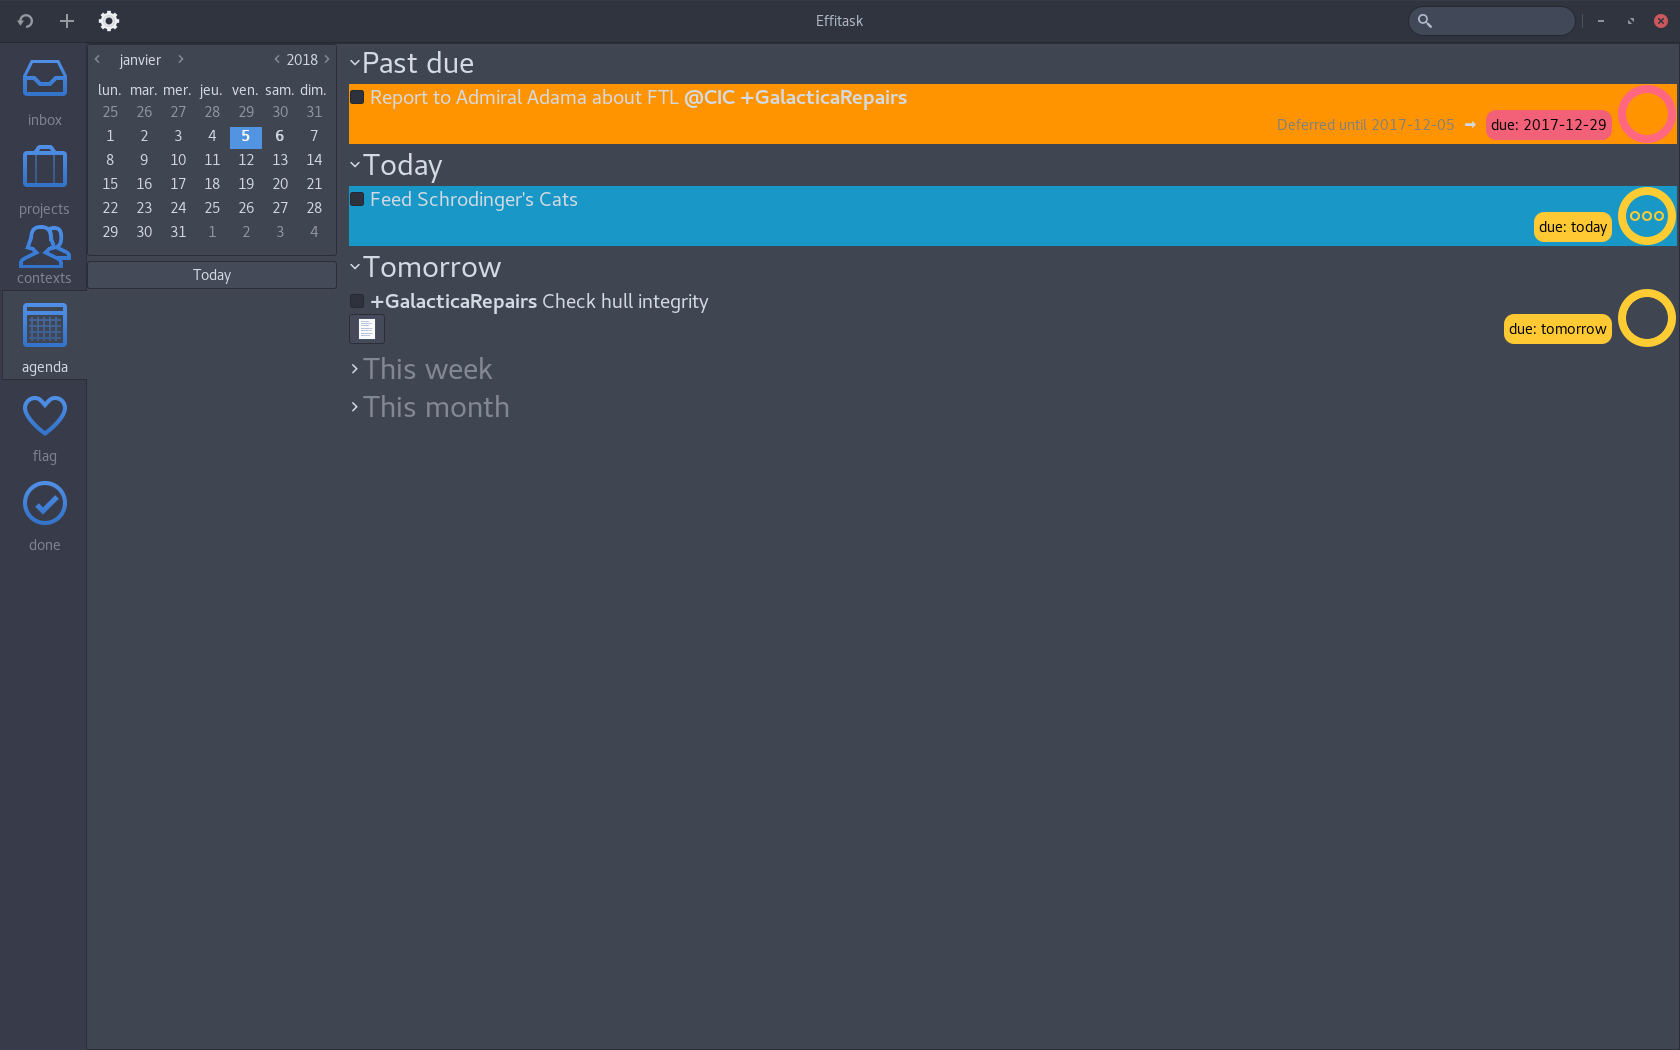 Effitask
inbox
projects
contexts
agenda
flag
done
janvier 2018
lun. mar. mer. jeu. ven. sam. dim.
25 26 27 28 29 30 31
1 2 3 4 5 6 7
8 9 10 11 12 13 14
15 16 17 18 19 20 21
22 23 24 25 26 27 28
29 30 31 1 2 3 4
Today
Past due
Report to Admiral Adama about FTL @CIC +GalacticaRepairs
Deferred until 2017-12-05 → due: 2017-12-29
Today
Feed Schrodinger's Cats
due: today
Tomorrow
+GalacticaRepairs Check hull integrity
due: tomorrow
This week
This month